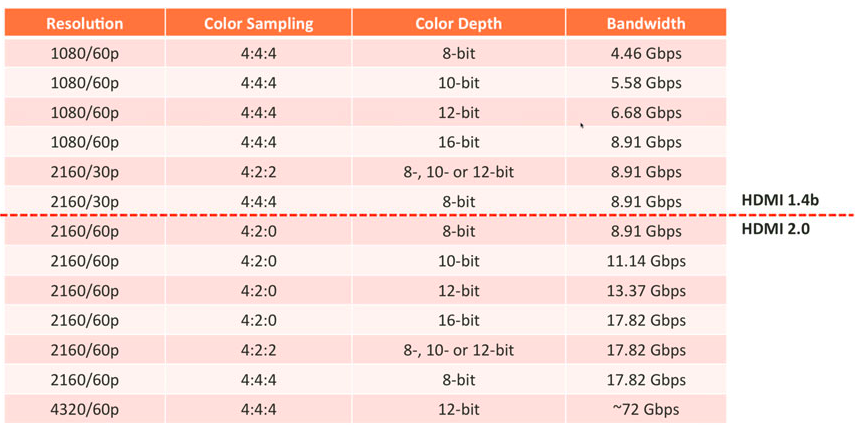 Resolution Color Sampling Color Depth Bandwidth
1080/60p 4:4:4 8-bit 4.46 Gbps
1080/60p 4:4:4 10-bit 5.58 Gbps
1080/60p 4:4:4 12-bit 6.68 Gbps
1080/60p 4:4:4 16-bit 8.91 Gbps
2160/30p 4:2:2 8-, 10- or 12-bit 8.91 Gbps
2160/30p 4:4:4 8-bit 8.91 Gbps HDMI 1.4b
2160/60p 4:2:0 8-bit 8.91 Gbps HDMI 2.0
2160/60p 4:2:0 10-bit 11.14 Gbps
2160/60p 4:2:0 12-bit 13.37 Gbps
2160/60p 4:2:0 16-bit 17.82 Gbps
2160/60p 4:2:2 8-, 10- or 12-bit 17.82 Gbps
2160/60p 4:4:4 8-bit 17.82 Gbps
4320/60p 4:4:4 12-bit ~72 Gbps